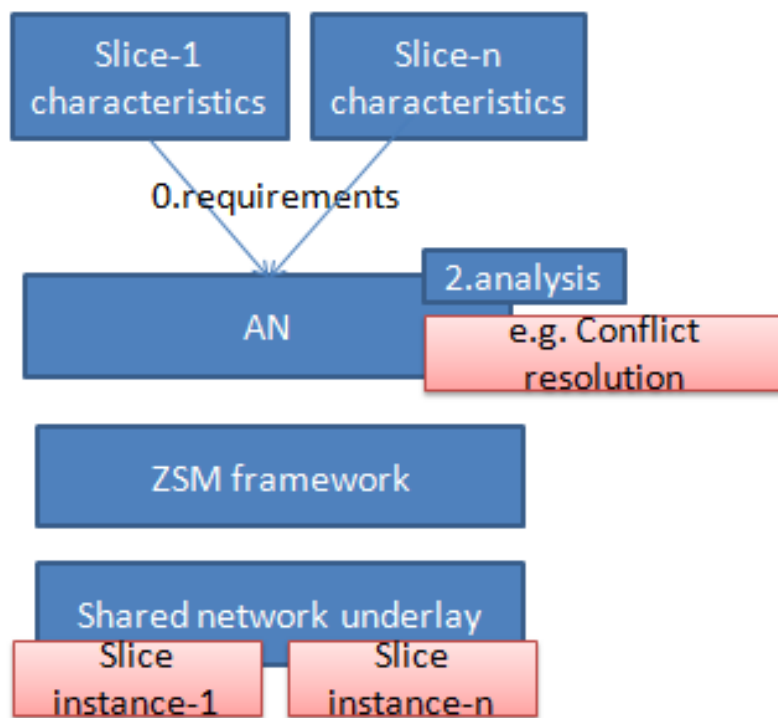 Slice-1
characteristics
Slice-n
characteristics
0.requirements
2.analysis
AN
e.g. Conflict
resolution
ZSM framework
Shared network underlay
Slice
instance-1
Slice
instance-n